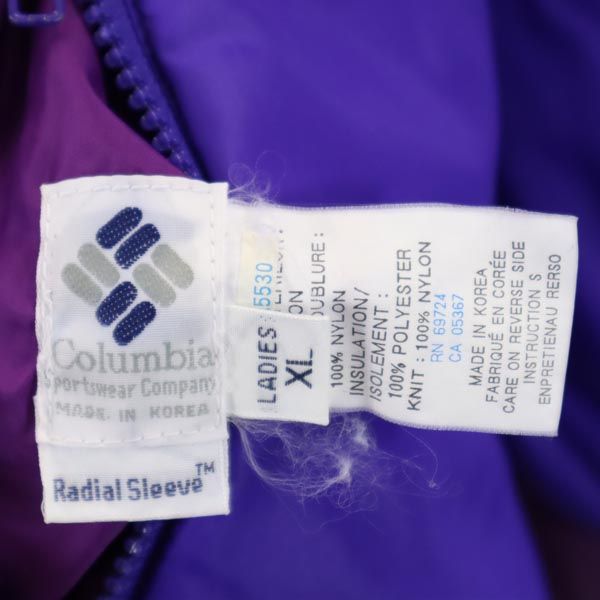 Columbia
Sportswear Company
MADE IN KOREA
Radial Sleeve™
LADIES
XL
5530
100% NYLON
INSULATION/
ISOLEMENT :
100% POLYESTER
KNIT : 100% NYLON
RN 69724
CA 05367
MADE IN KOREA
FABRIQUÉ EN CORÉE
CARE ON REVERSE SIDE
INSTRUCTION S
ENPRETIENAU RERSO